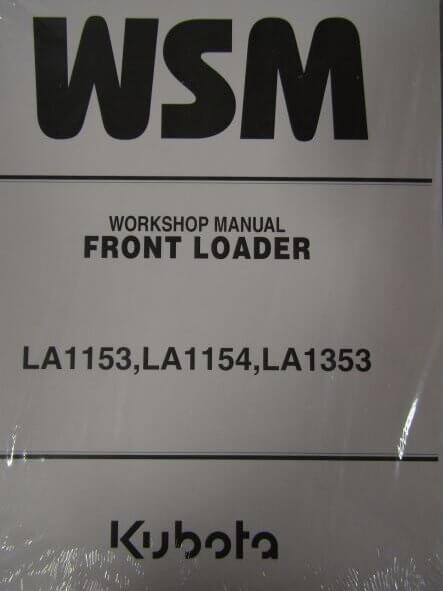 WSM
WORKSHOP MANUAL
FRONT LOADER
LA1153,LA1154,LA1353
Kubota